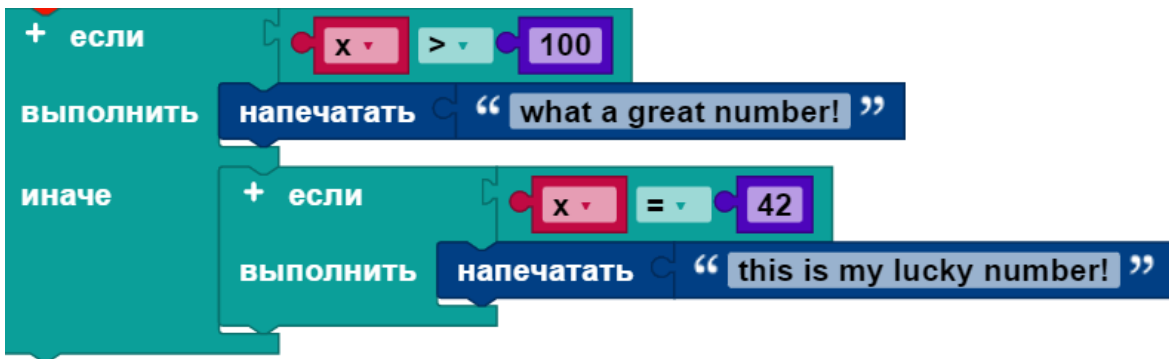 + если x > 100
выполнить напечатать “ what a great number! ”
иначе + если x = 42
выполнить напечатать “ this is my lucky number! ”